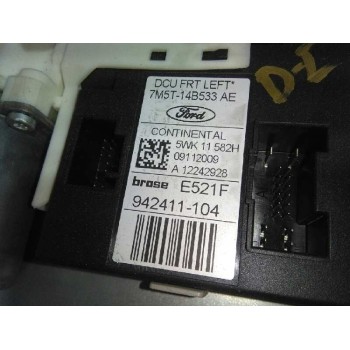 DCU FRT LEFT*
7M5T-14B533 AE
Ford
CONTINENTAL
5WK 11 582H
09112009
A 12242928
brose E521F
942411-104
D-I